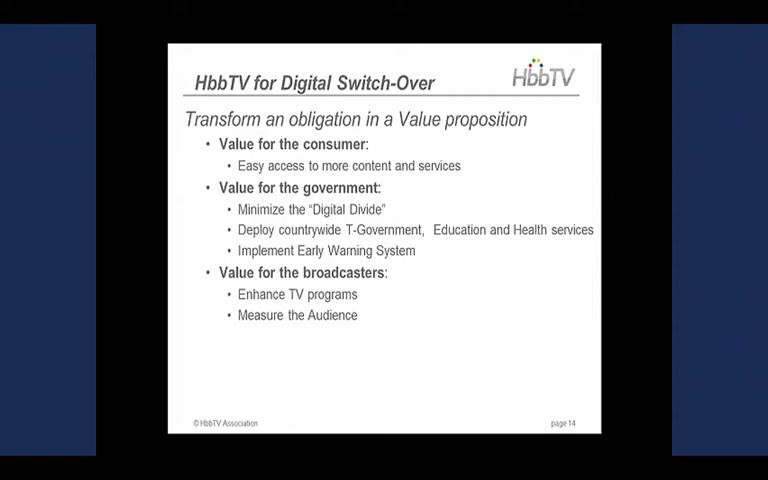 HbbTV for Digital Switch-Over
HbbTV
Transform an obligation in a Value proposition
• Value for the consumer:
• Easy access to more content and services
• Value for the government:
• Minimize the “Digital Divide”
• Deploy countrywide T-Government, Education and Health services
• Implement Early Warning System
• Value for the broadcasters:
• Enhance TV programs
• Measure the Audience
© HbbTV Association
page 14